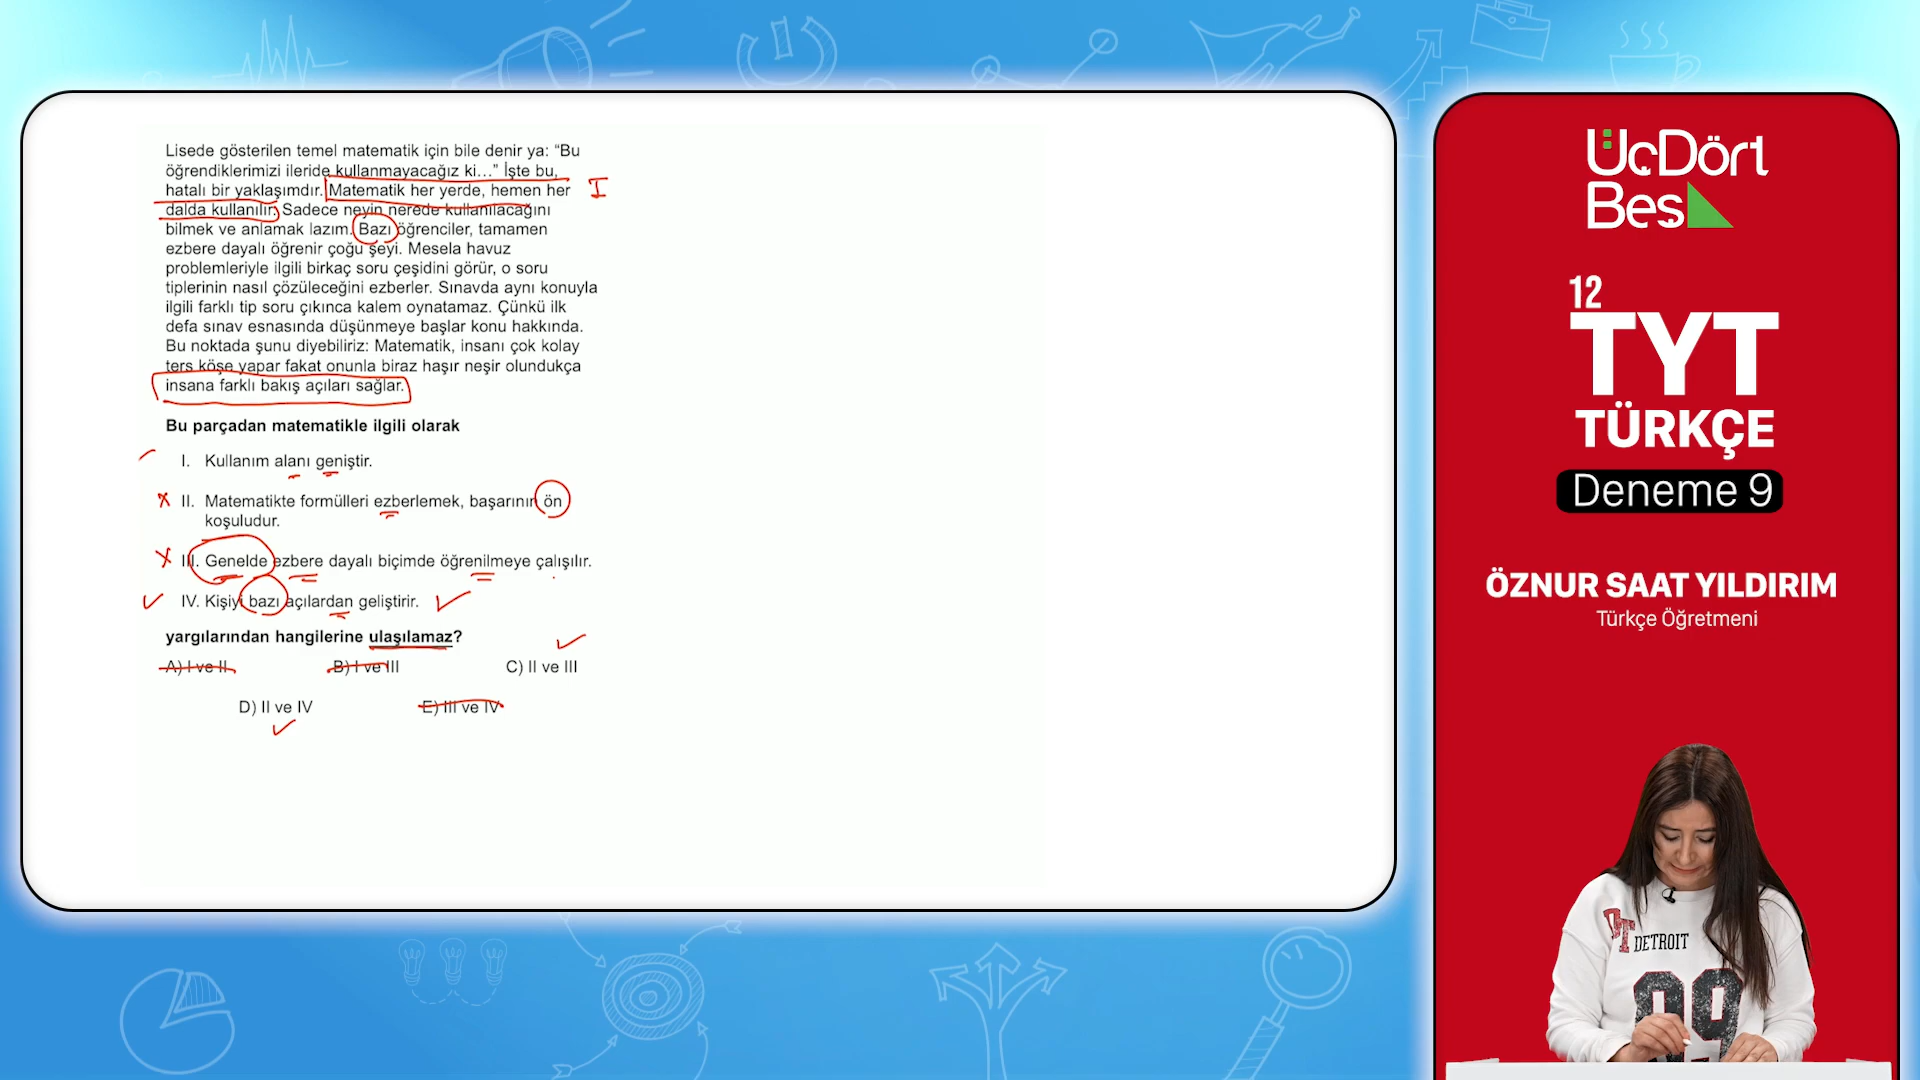 Lisede gösterilen temel matematik için bile denir ya: “Bu
öğrendiklerimizi ileride kullanmayacağız ki...” İşte bu,
hatalı bir yaklaşımdır. Matematik her yerde, hemen her
I
dalda kullanılır. Sadece neyin nerede kullanılacağını
bilmek ve anlamak lazım. Bazı öğrenciler, tamamen
ezbere dayalı öğrenir çoğu şeyi. Mesela havuz
problemleriyle ilgili birkaç soru çeşidini görür, o soru
tiplerinin nasıl çözüleceğini ezberler. Sınavda aynı konuyla
ilgili farklı tip soru çıkınca kalem oynatamaz. Çünkü ilk
defa sınav esnasında düşünmeye başlar konu hakkında.
Bu noktada şunu diyebiliriz: Matematik, insanı çok kolay
ters köşe yapar fakat onunla biraz haşır neşir olundukça
insana farklı bakış açıları sağlar.
Bu parçadan matematikle ilgili olarak
I. Kullanım alanı geniştir.
II. Matematikte formülleri ezberlemek, başarının ön
koşuludur.
III. Genelde ezbere dayalı biçimde öğrenilmeye çalışılır.
IV. Kişiyi bazı açılardan geliştirir.
yargılarından hangilerine ulaşılamaz?
A) I ve II B) I ve III C) II ve III
D) II ve IV E) III ve IV
ÜçDört
Beş
12
TYT
TÜRKÇE
Deneme 9
ÖZNUR SAAT YILDIRIM
Türkçe Öğretmeni
DT
DETROIT
09